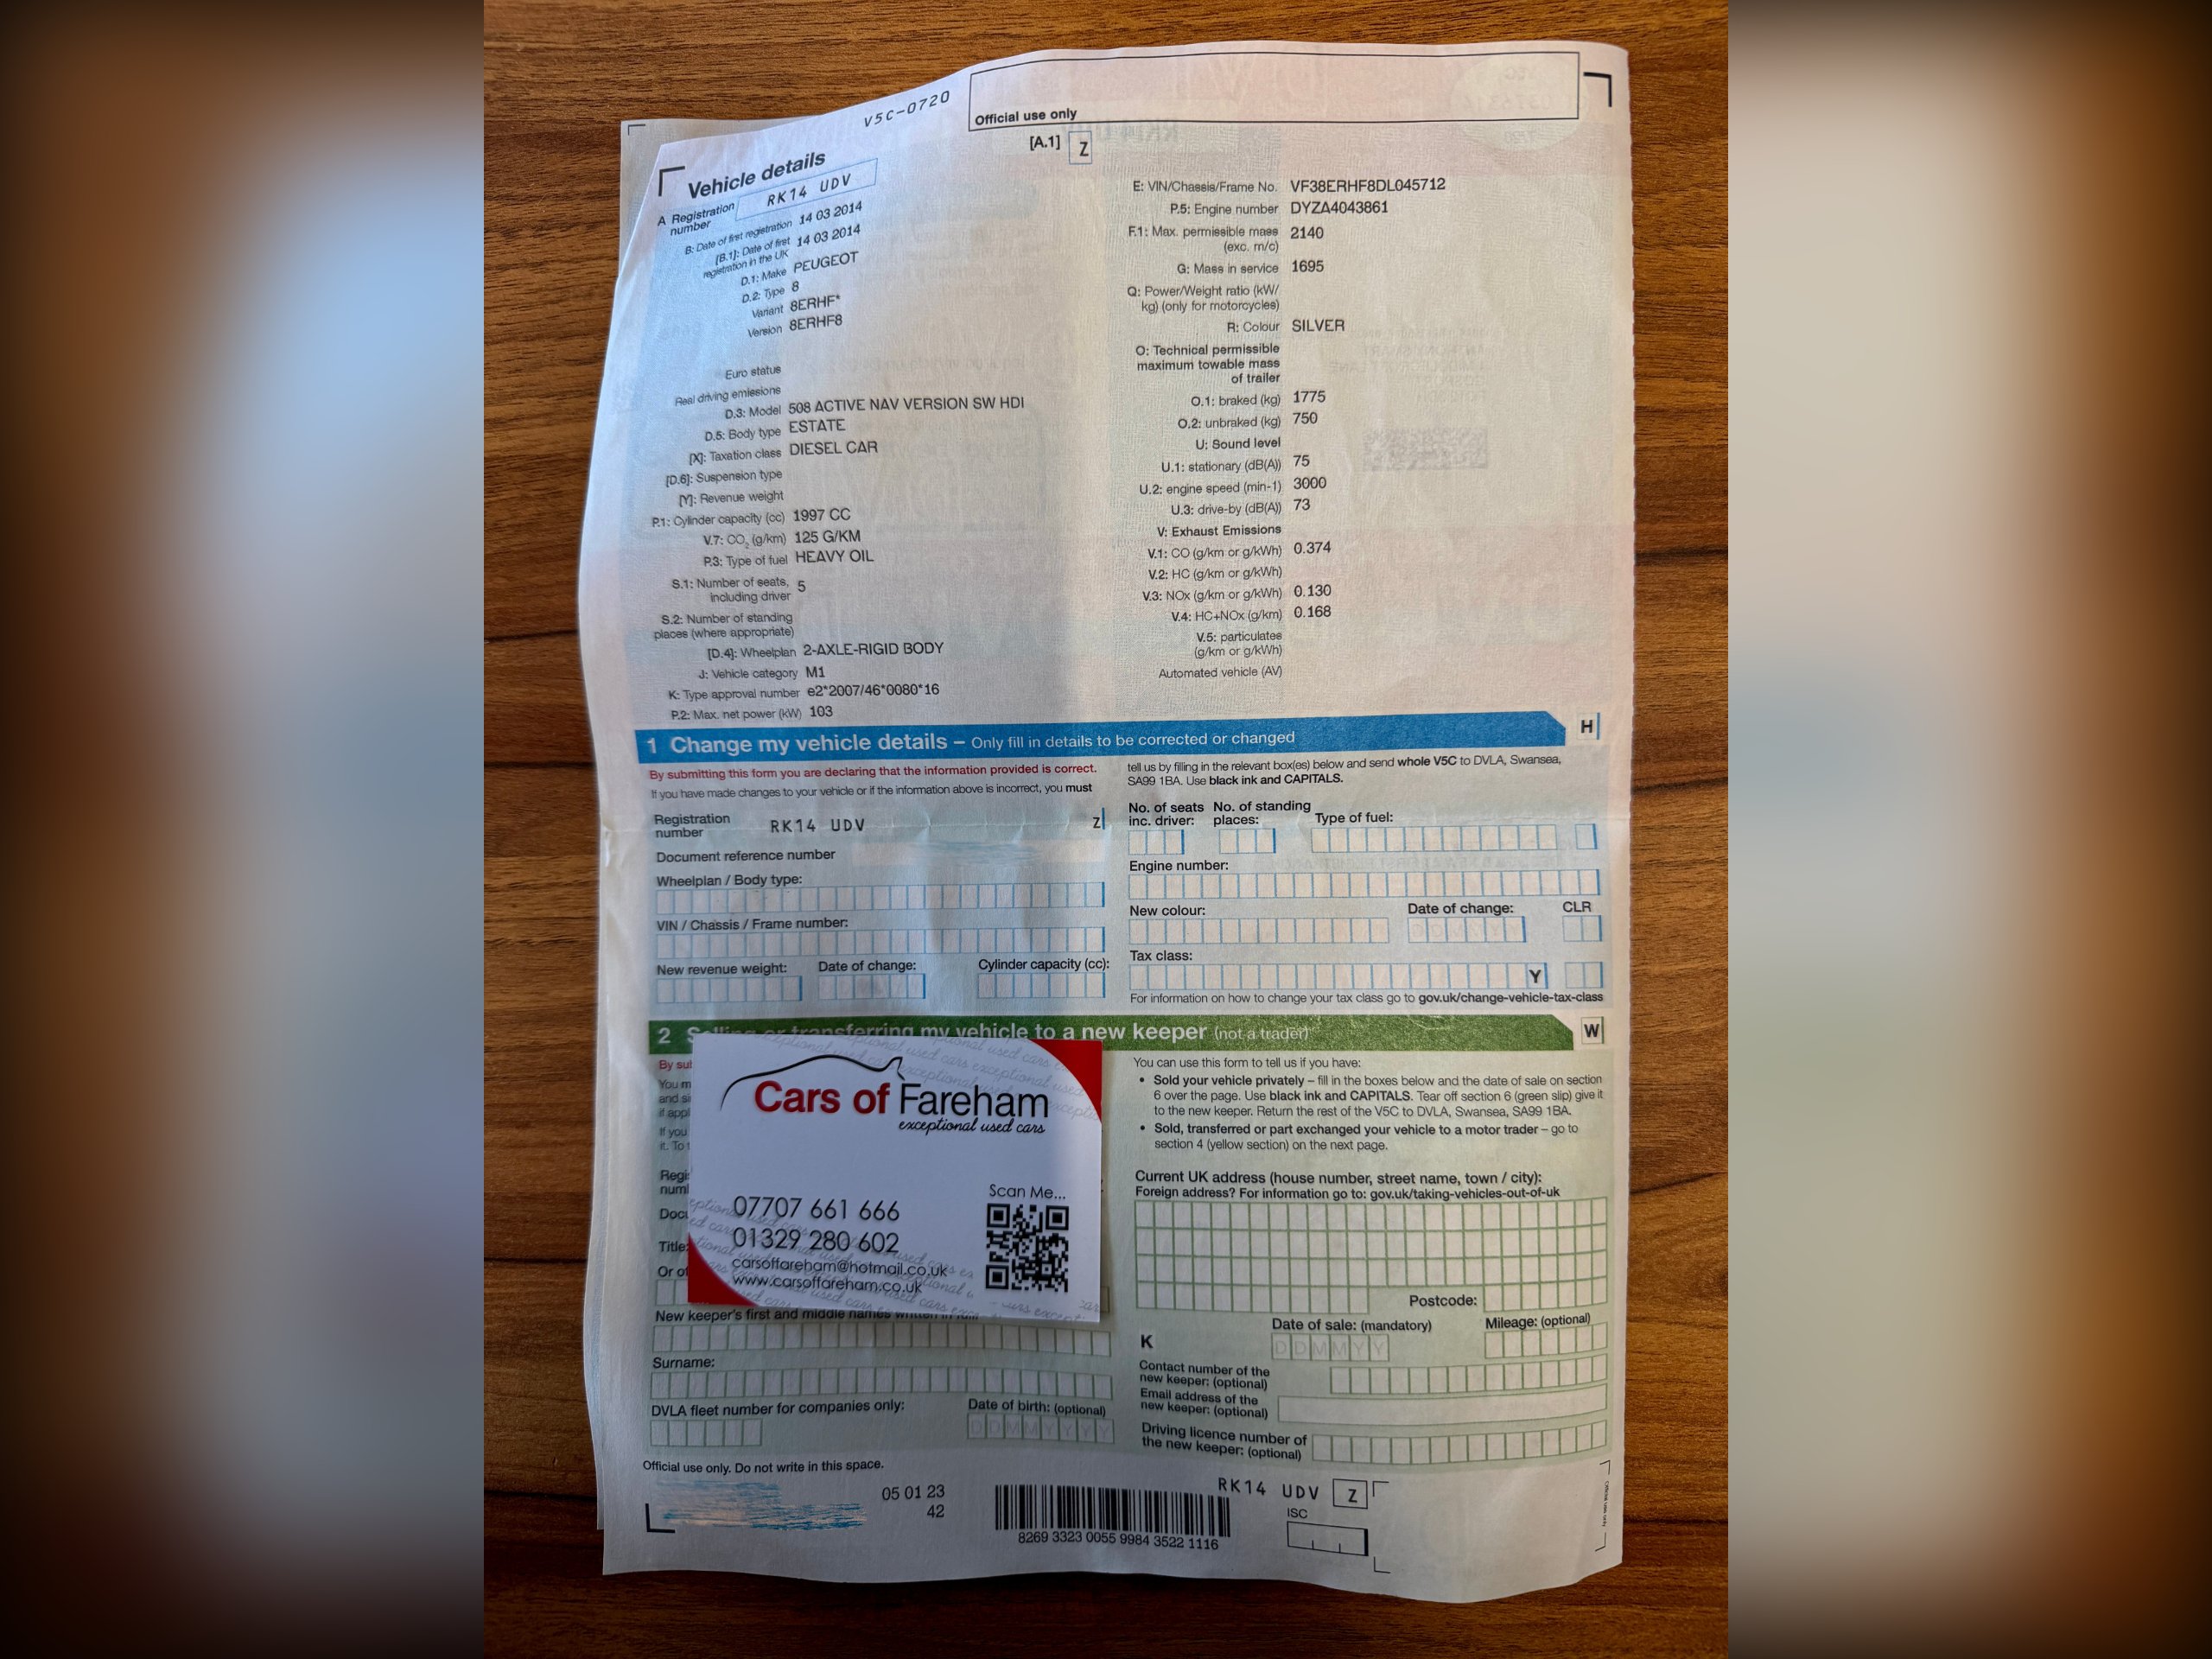 V5C-0720
Official use only
[A.1] Z
Vehicle details
A Registration number RK14 UDV
B: Date of first registration 14 03 2014
[B.1]: Date of first registration in the UK 14 03 2014
D.1: Make PEUGEOT
D.2: Type 8
Variant 8ERHF*
Version 8ERHF8
Euro status
Real driving emissions
D.3: Model 508 ACTIVE NAV VERSION SW HDI
D.5: Body type ESTATE
[X]: Taxation class DIESEL CAR
[D.6]: Suspension type
[Y]: Revenue weight
P.1: Cylinder capacity (cc) 1997 CC
V.7: CO2 (g/km) 125 G/KM
P.3: Type of fuel HEAVY OIL
S.1: Number of seats, including driver 5
S.2: Number of standing places (where appropriate)
[D.4]: Wheelplan 2-AXLE-RIGID BODY
J: Vehicle category M1
K: Type approval number e2*2007/46*0080*16
P.2: Max. net power (kW) 103
E: VIN/Chassis/Frame No. VF38ERHF8DL045712
P.5: Engine number DYZA4043861
F.1: Max. permissible mass (exc. m/c) 2140
G: Mass in service 1695
Q: Power/Weight ratio (kW/kg) (only for motorcycles)
R: Colour SILVER
O: Technical permissible maximum towable mass of trailer
O.1: braked (kg) 1775
O.2: unbraked (kg) 750
U: Sound level
U.1: stationary (dB(A)) 75
U.2: engine speed (min-1) 3000
U.3: drive-by (dB(A)) 73
V: Exhaust Emissions
V.1: CO (g/km or g/kWh) 0.374
V.2: HC (g/km or g/kWh)
V.3: NOx (g/km or g/kWh) 0.130
V.4: HC+NOx (g/km) 0.168
V.5: particulates (g/km or g/kWh)
Automated vehicle (AV)
1 Change my vehicle details – Only fill in details to be corrected or changed H
By submitting this form you are declaring that the information provided is correct.
If you have made changes to your vehicle or if the information above is incorrect, you must
tell us by filling in the relevant box(es) below and send whole V5C to DVLA, Swansea,
SA99 1BA. Use black ink and CAPITALS.
Registration number RK14 UDV Z
Document reference number
Wheelplan / Body type:
VIN / Chassis / Frame number:
New revenue weight: Date of change: Cylinder capacity (cc):
No. of seats inc. driver: No. of standing places: Type of fuel:
Engine number:
New colour: Date of change: CLR
Tax class:
Y
For information on how to change your tax class go to gov.uk/change-vehicle-tax-class
2 Selling or transferring my vehicle to a new keeper (not a trader) W
By
You
and
If you
it. To
Title:
Or
Cars of Fareham
exceptional used cars
07707 661 666
01329 280 602
carsoffareham@hotmail.co.uk
www.carsoffareham.co.uk
Scan Me...
New keeper's first and middle names written in full
Surname:
DVLA fleet number for companies only: Date of birth: (optional)
DDMMYYYY
You can use this form to tell us if you have:
• Sold your vehicle privately – fill in the boxes below and the date of sale on section
6 over the page. Use black ink and CAPITALS. Tear off section 6 (green slip) give it
to the new keeper. Return the rest of the V5C to DVLA, Swansea, SA99 1BA.
• Sold, transferred or part exchanged your vehicle to a motor trader – go to
section 4 (yellow section) on the next page.
Current UK address (house number, street name, town / city):
Foreign address? For information go to: gov.uk/taking-vehicles-out-of-uk
Postcode:
K
Date of sale: (mandatory) Mileage: (optional)
DDMMYY
Contact number of the new keeper: (optional)
Email address of the new keeper: (optional)
Driving licence number of the new keeper: (optional)
Official use only. Do not write in this space.
05 01 23
42
8269 3323 0055 9984 3522 1116
RK14 UDV Z
ISC